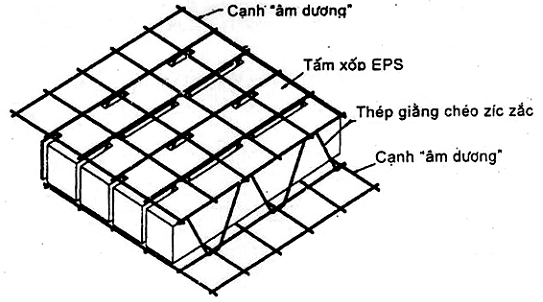 Cạnh "âm dương"
Tấm xốp EPS
Thép giằng chéo zíc zắc
Cạnh "âm dương"